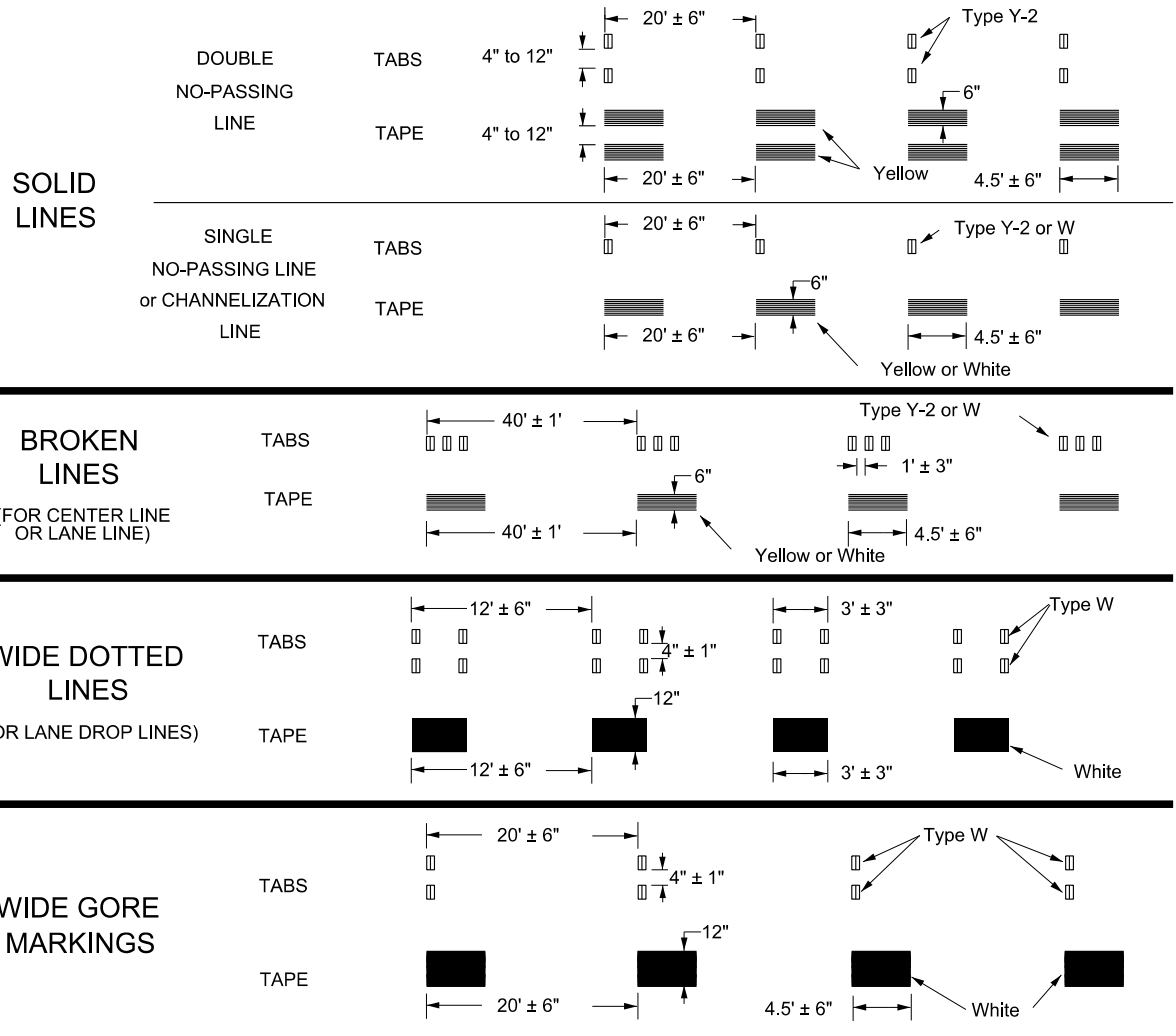 SOLID
LINES
DOUBLE
NO-PASSING
LINE
TABS
4" to 12"
20' ± 6"
Type Y-2
TAPE
4" to 12"
6"
Yellow
20' ± 6"
4.5' ± 6"
SINGLE
NO-PASSING LINE
or CHANNELIZATION
LINE
TABS
20' ± 6"
Type Y-2 or W
TAPE
6"
20' ± 6"
4.5' ± 6"
Yellow or White
BROKEN
LINES
(FOR CENTER LINE
OR LANE LINE)
TABS
40' ± 1'
Type Y-2 or W
1' ± 3"
TAPE
6"
40' ± 1'
4.5' ± 6"
Yellow or White
WIDE DOTTED
LINES
OR LANE DROP LINES)
TABS
12' ± 6"
3' ± 3"
Type W
4" ± 1"
TAPE
12"
12' ± 6"
3' ± 3"
White
WIDE GORE
MARKINGS
TABS
20' ± 6"
Type W
4" ± 1"
TAPE
12"
20' ± 6"
4.5' ± 6"
White